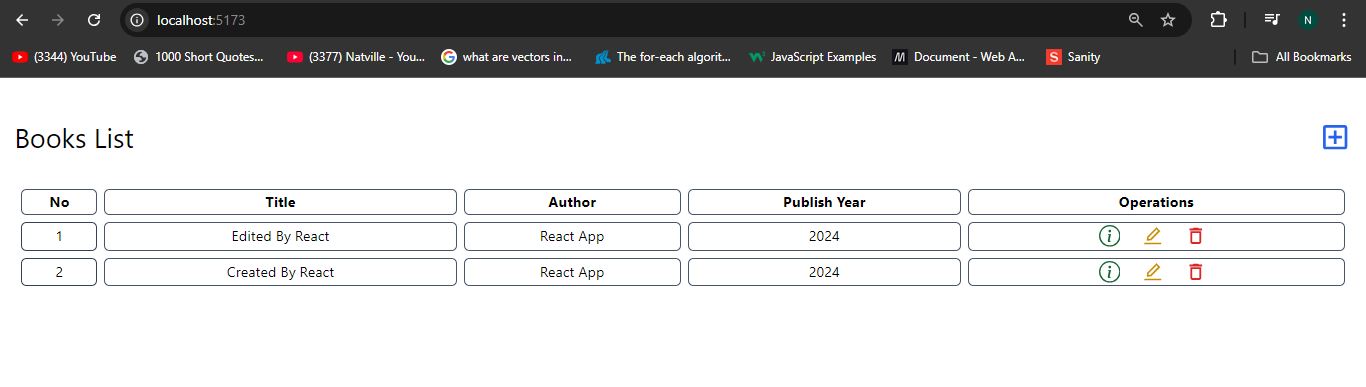 localhost:5173
N
(3344) YouTube 1000 Short Quotes... (3377) Natville - You... what are vectors in... The for-each algorit... JavaScript Examples Document - Web A... Sanity All Bookmarks
Books List
No Title Author Publish Year Operations
1 Edited By React React App 2024
2 Created By React React App 2024